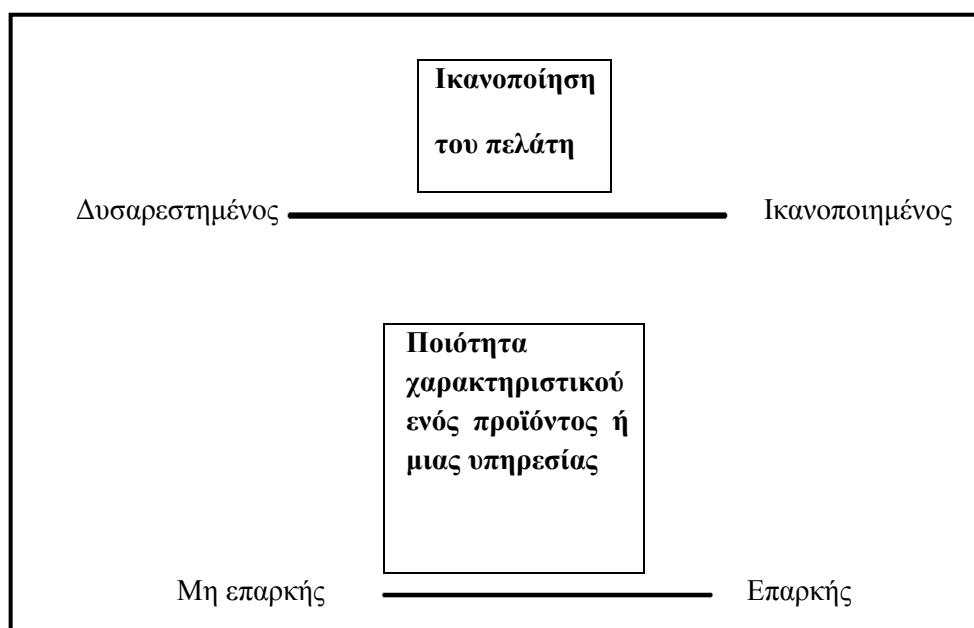 Ικανοποίηση
του πελάτη
Δυσαρεστημένος Ικανοποιημένος
Ποιότητα
χαρακτηριστικού
ενός προϊόντος ή
μιας υπηρεσίας
Μη επαρκής Επαρκής